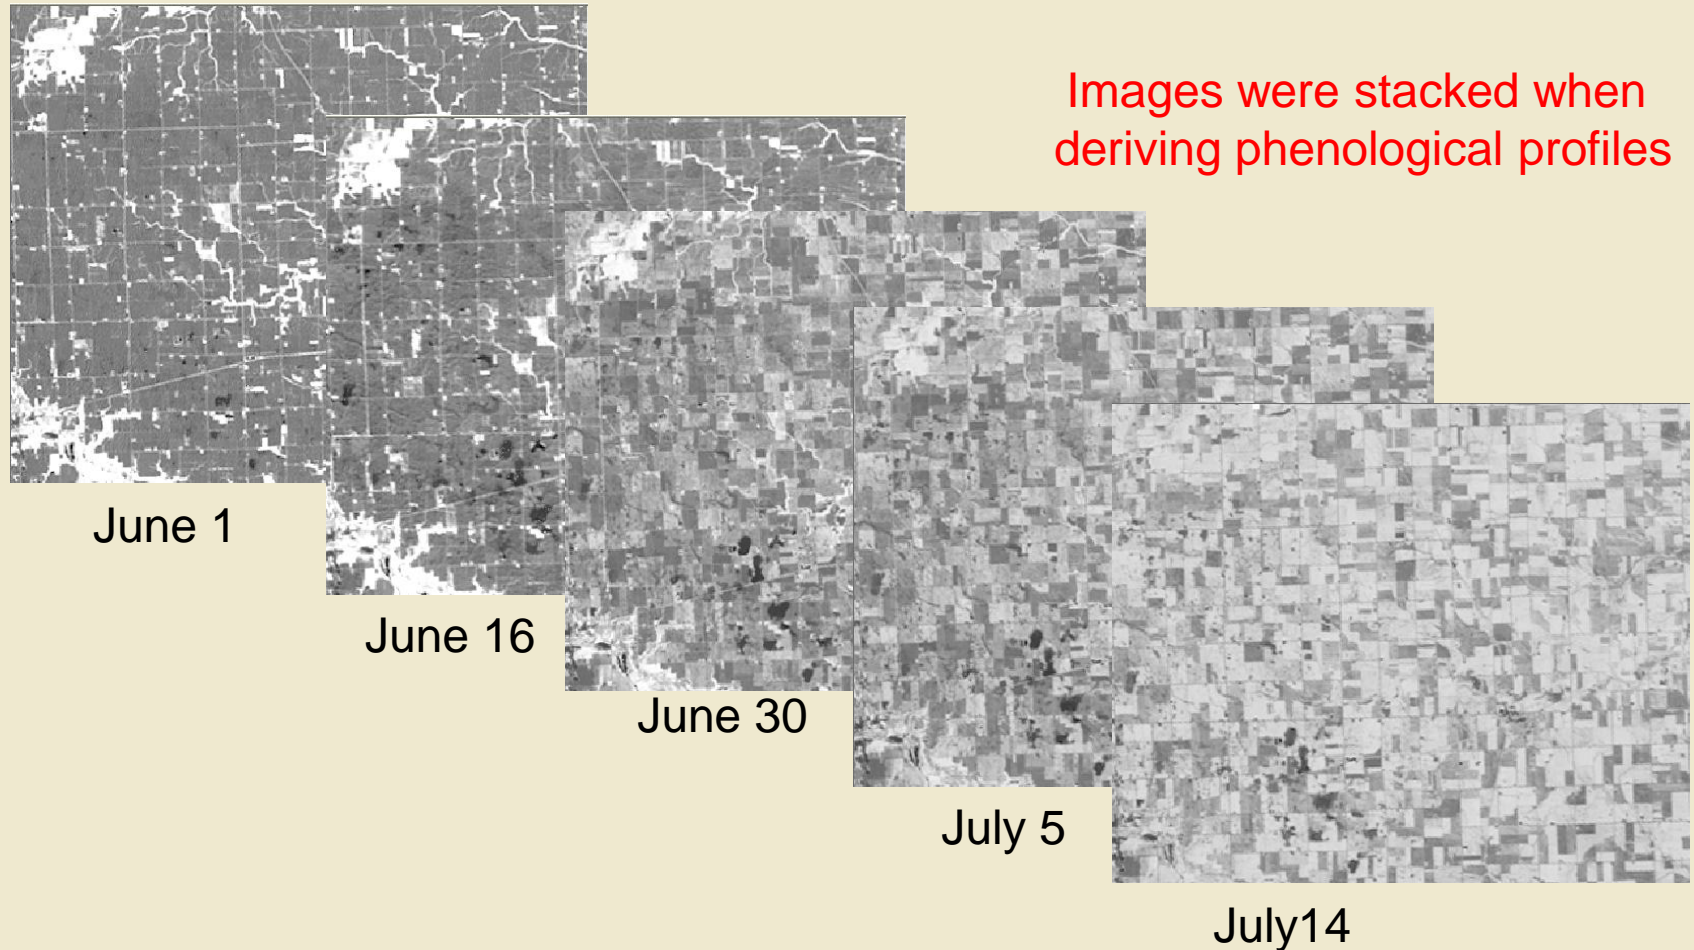 Images were stacked when
deriving phenological profiles
June 1
June 16
June 30
July 5
July14